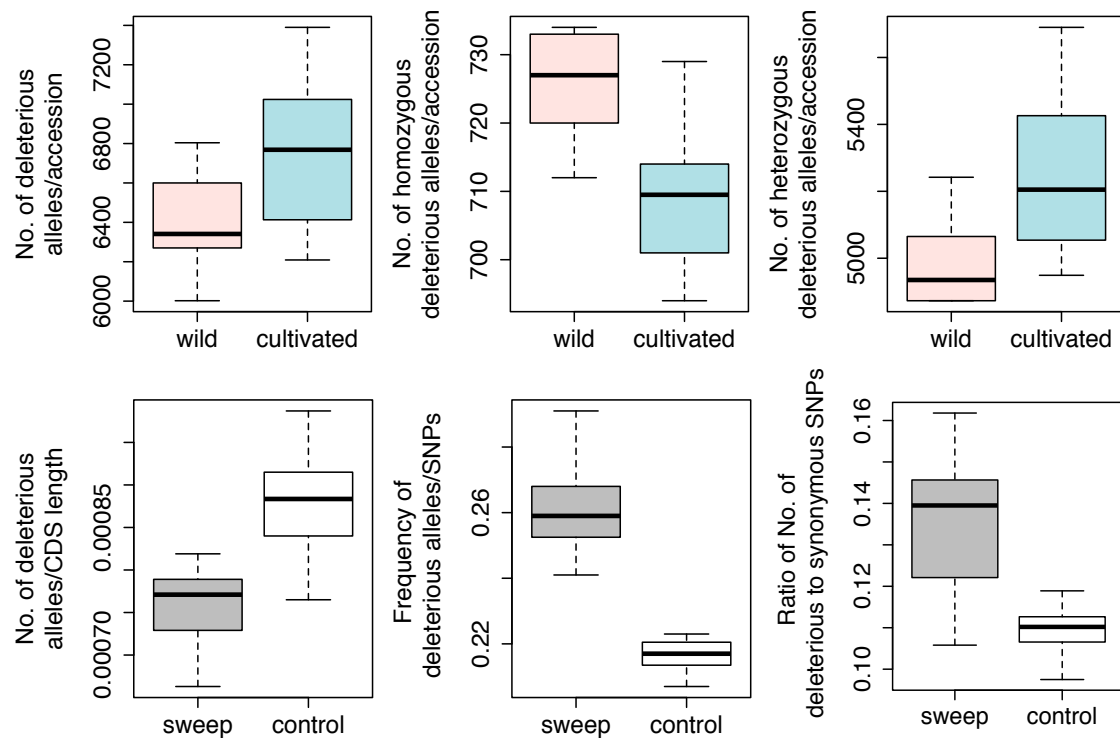 No. of deleterious
alleles/accession
6000
6400
6800
7200
wild
cultivated
No. of homozygous
deleterious alleles/accession
700
710
720
730
wild
cultivated
No. of heterozygous
deleterious alleles/accession
5000
5400
wild
cultivated
No. of deleterious
alleles/CDS length
0.00070
0.00085
sweep
control
Frequency of
deleterious alleles/SNPs
0.22
0.26
sweep
control
Ratio of No. of
deleterious to synonymous SNPs
0.10
0.12
0.14
0.16
sweep
control